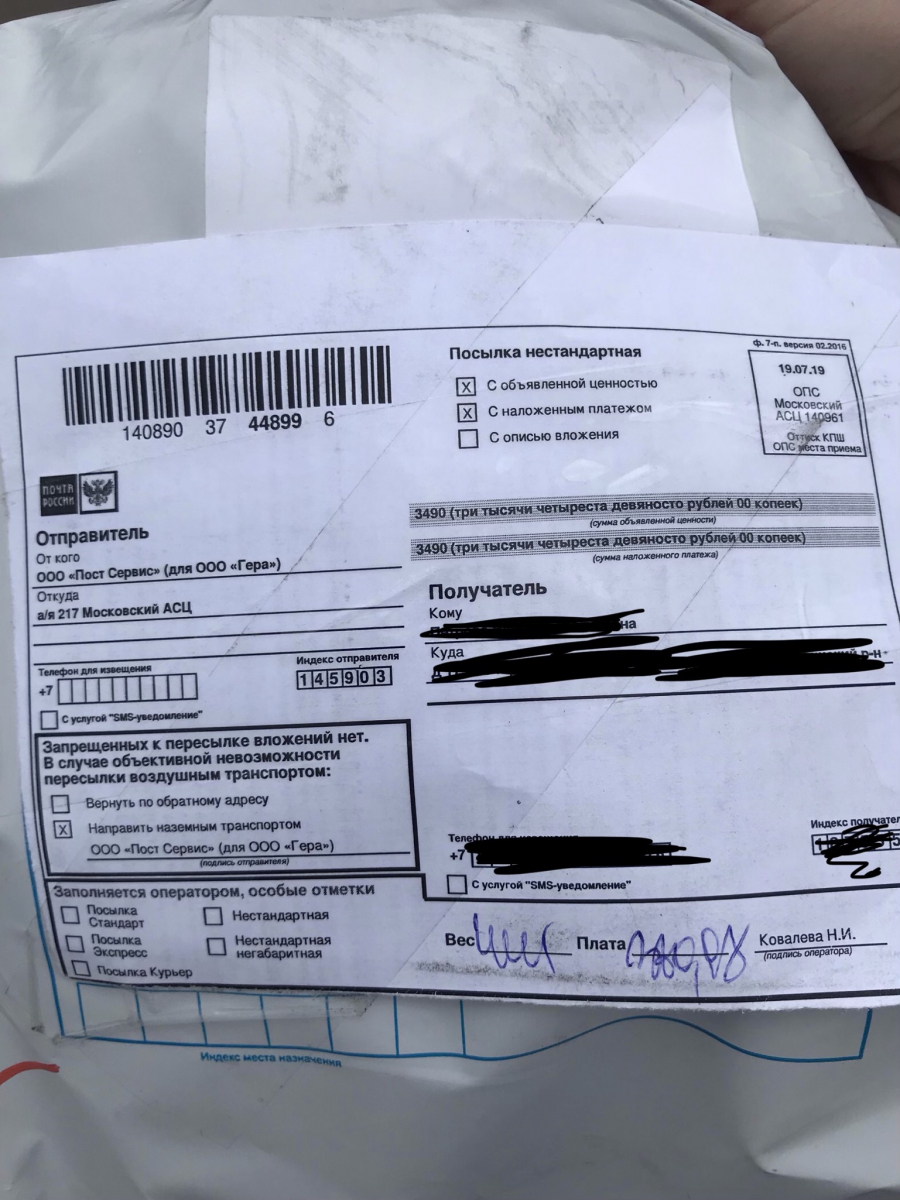 ф. 7-п. версия 02.2016
140890 37 44899 6
Посылка нестандартная
X С объявленной ценностью
X С наложенным платежом
С описью вложения
19.07.19
ОПС
Московский
АСЦ 140961
Оттиск КПШ
ОПС места приема
ПОЧТА
РОССИИ
Отправитель
От кого
ООО «Пост Сервис» (для ООО «Гера»)
Откуда
а/я 217 Московский АСЦ
Телефон для извещения
+7
Индекс отправителя
145903
С услугой "SMS-уведомление"
3490 (три тысячи четыреста девяносто рублей 00 копеек)
(сумма объявленной ценности)
3490 (три тысячи четыреста девяносто рублей 00 копеек)
(сумма наложенного платежа)
Получатель
Кому
на
Куда
р-н
Запрещенных к пересылке вложений нет.
В случае объективной невозможности
пересылки воздушным транспортом:
Вернуть по обратному адресу
X Направить наземным транспортом
ООО «Пост Сервис» (для ООО «Гера»)
(подпись отправителя)
Телефон для извещения
+7
Индекс получател
С услугой "SMS-уведомление"
Заполняется оператором, особые отметки
Посылка
Стандарт
Нестандартная
Посылка
Экспресс
Нестандартная
негабаритная
Посылка Курьер
Вес
Плата
Ковалева Н.И.
(подпись оператора)
Индекс места назначения